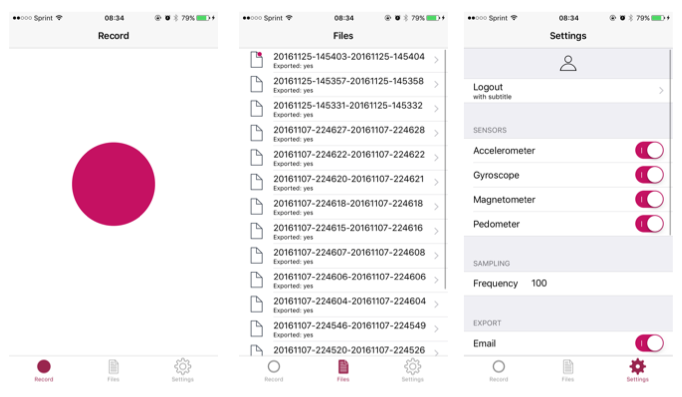 Sprint 08:34 79%
Record
Record Files Settings
Sprint 08:34 79%
Files
20161125-145403-20161125-145404
Exported: yes
20161125-145357-20161125-145358
Exported: yes
20161125-145331-20161125-145332
Exported: yes
20161107-224627-20161107-224628
Exported: yes
20161107-224622-20161107-224622
Exported: yes
20161107-224620-20161107-224621
Exported: yes
20161107-224618-20161107-224618
Exported: yes
20161107-224615-20161107-224616
Exported: yes
20161107-224607-20161107-224608
Exported: yes
20161107-224606-20161107-224606
Exported: yes
20161107-224604-20161107-224604
Exported: yes
20161107-224546-20161107-224549
Exported: yes
20161107-224520-20161107-224526
Record Files Settings
Sprint 08:34 79%
Settings
Logout
with subtitle
SENSORS
Accelerometer
Gyroscope
Magnetometer
Pedometer
SAMPLING
Frequency 100
EXPORT
Email
Record Files Settings